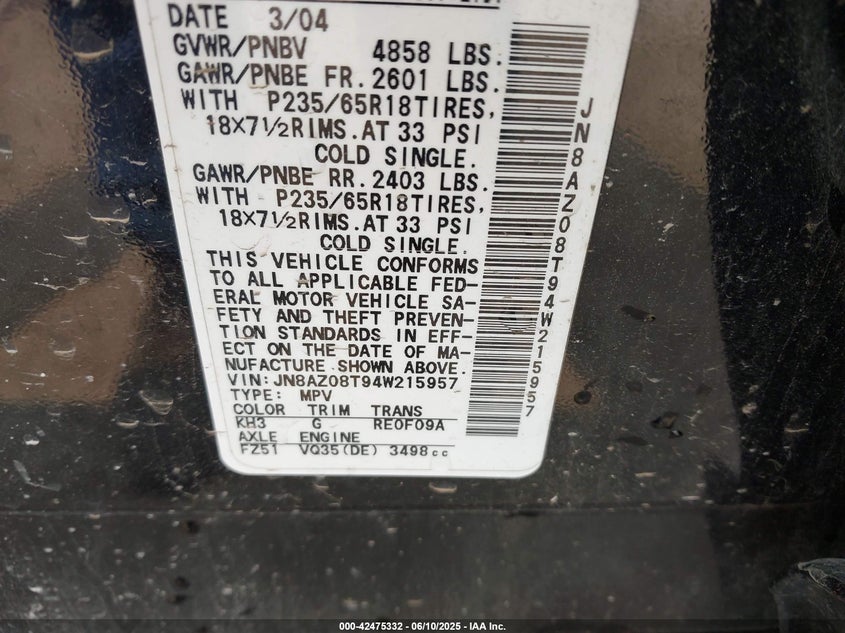 DATE 3/04
GVWR/PNBV 4858 LBS.
GAWR/PNBE FR. 2601 LBS.
WITH P235/65R18TIRES,
18X7½RIMS.AT 33 PSI
COLD SINGLE.
GAWR/PNBE RR. 2403 LBS.
WITH P235/65R18TIRES,
18X7½RIMS.AT 33 PSI
COLD SINGLE.
THIS VEHICLE CONFORMS
TO ALL APPLICABLE FED-
ERAL MOTOR VEHICLE SA-
FETY AND THEFT PREVEN-
TION STANDARDS IN EFF-
ECT ON THE DATE OF MA-
NUFACTURE SHOWN ABOVE.
VIN: JN8AZ08T94W215957
TYPE: MPV
COLOR TRIM TRANS
KH3 G RE0F09A
AXLE ENGINE
FZ51 VQ35(DE) 3498cc
JN8AZ08T94W215957
000-42475332 - 06/10/2025 - IAA Inc.